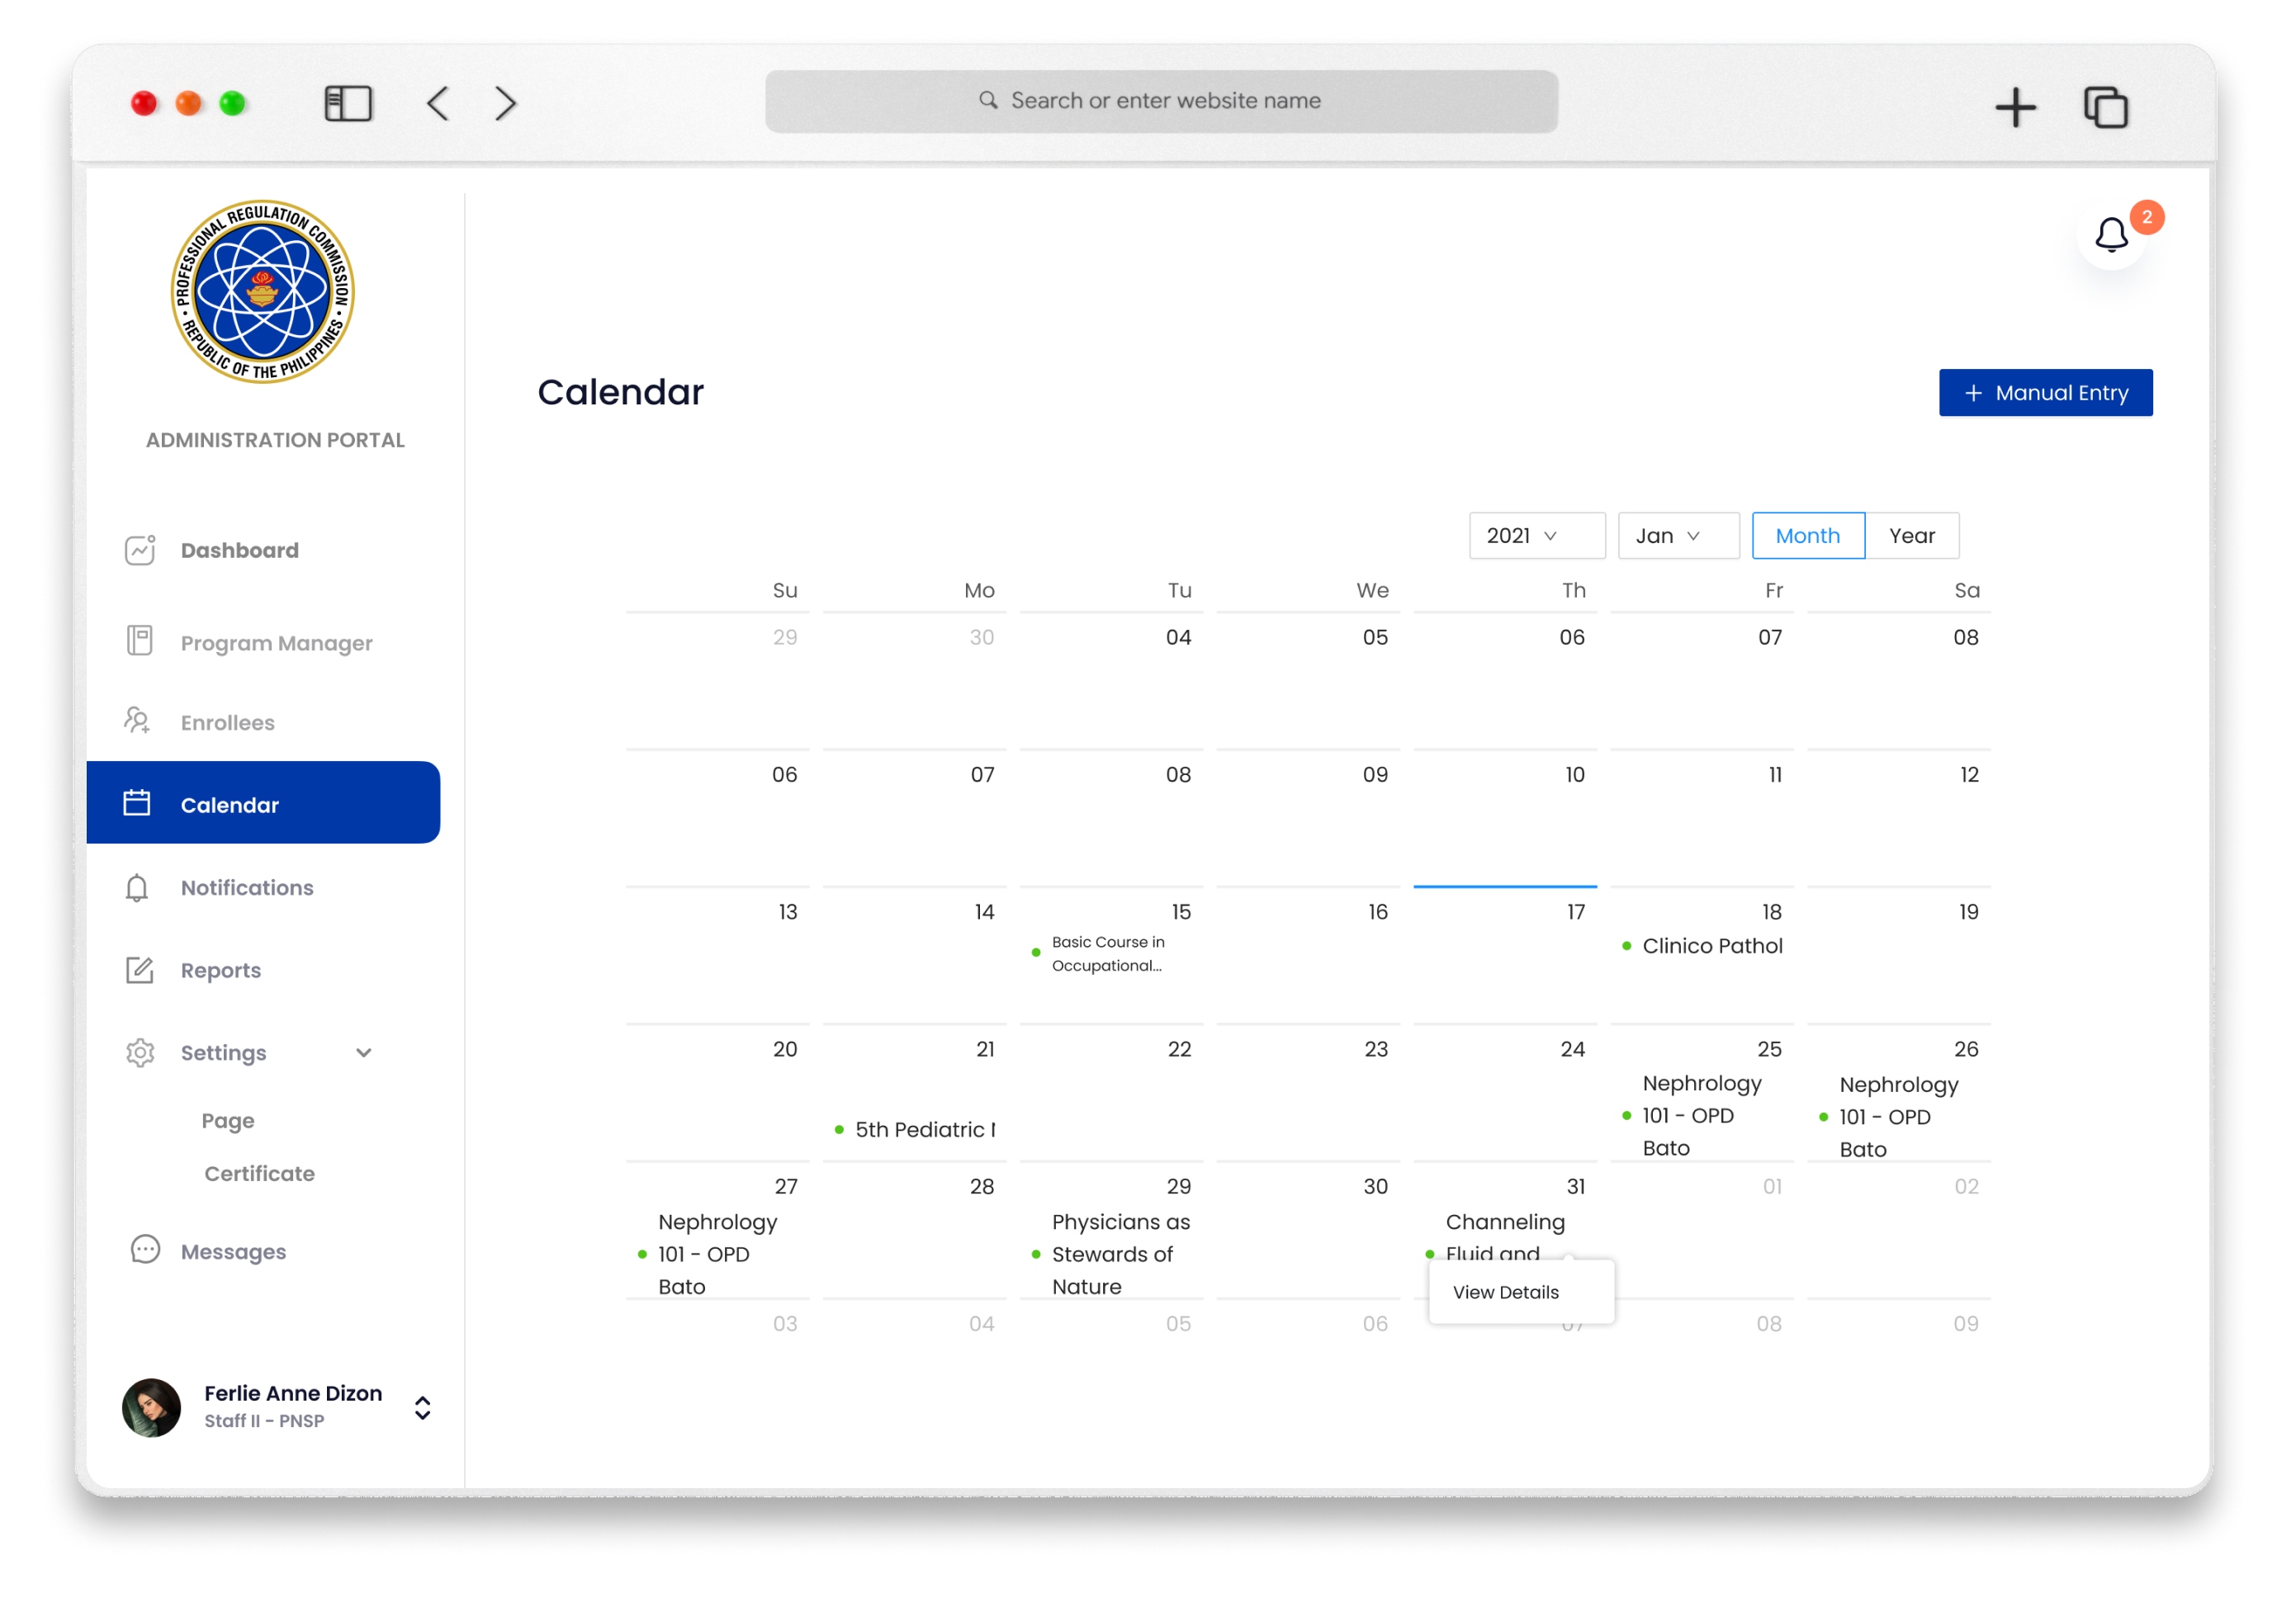 Search or enter website name
PROFESSIONAL REGULATION COMMISSION
REPUBLIC OF THE PHILIPPINES
2
Calendar
+ Manual Entry
ADMINISTRATION PORTAL
Dashboard
Program Manager
Enrollees
Calendar
Notifications
Reports
Settings
Page
Certificate
Messages
Ferlie Anne Dizon
Staff II - PNSP
2021 Jan Month Year
Su Mo Tu We Th Fr Sa
29 30 04 05 06 07 08
06 07 08 09 10 11 12
13 14 15 16 17 18 19
Basic Course in
Occupational...
Clinico Pathol
20 21 22 23 24 25 26
5th Pediatric
Nephrology
101 - OPD
Bato
Nephrology
101 - OPD
Bato
27 28 29 30 31 01 02
Nephrology
101 - OPD
Bato
Physicians as
Stewards of
Nature
Channeling
Fluid and
View Details
03 04 05 06 07 08 09